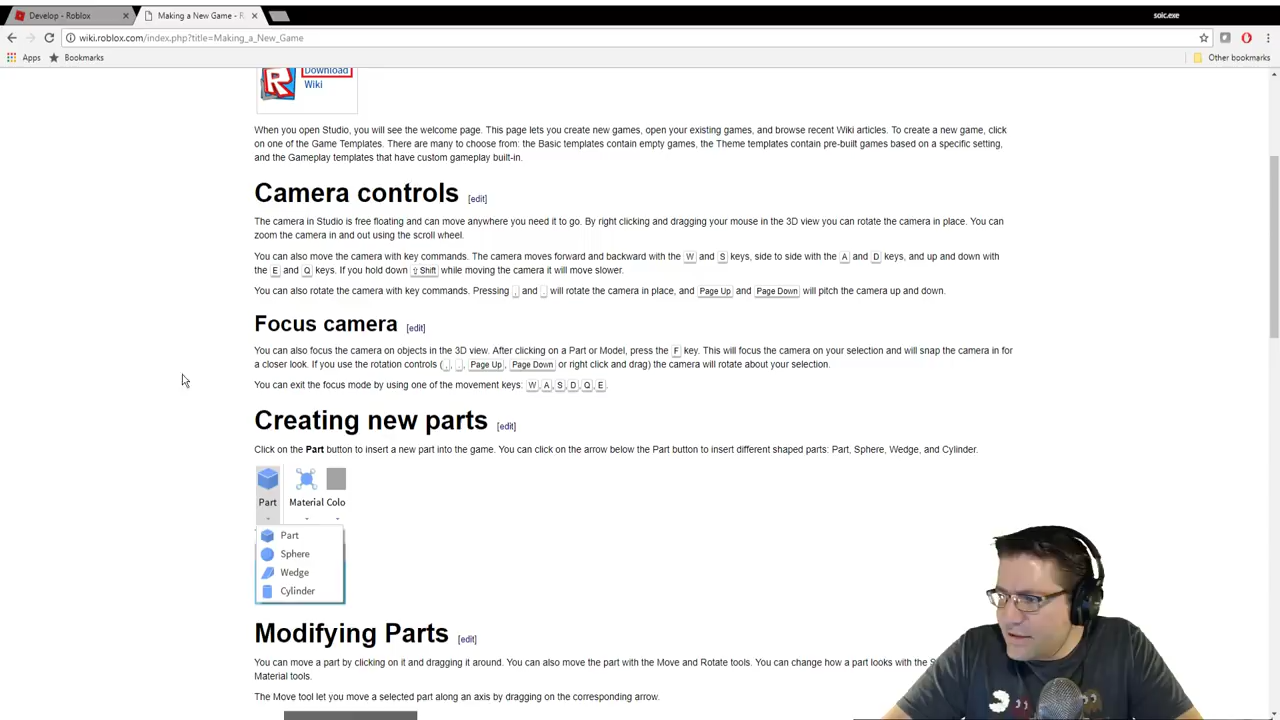 Develop - Roblox
Making a New Game - R
soic.exe
wiki.roblox.com/index.php?title=Making_a_New_Game
Apps Bookmarks Other bookmarks
Download
Wiki
When you open Studio, you will see the welcome page. This page lets you create new games, open your existing games, and browse recent Wiki articles. To create a new game, click
on one of the Game Templates. There are many to choose from: the Basic templates contain empty games, the Theme templates contain pre-built games based on a specific setting,
and the Gameplay templates that have custom gameplay built-in.
Camera controls [edit]
The camera in Studio is free floating and can move anywhere you need it to go. By right clicking and dragging your mouse in the 3D view you can rotate the camera in place. You can
zoom the camera in and out using the scroll wheel.
You can also move the camera with key commands. The camera moves forward and backward with the W and S keys, side to side with the A and D keys, and up and down with
the E and Q keys. If you hold down ⇧ Shift while moving the camera it will move slower.
You can also rotate the camera with key commands. Pressing , and . will rotate the camera in place, and Page Up and Page Down will pitch the camera up and down.
Focus camera [edit]
You can also focus the camera on objects in the 3D view. After clicking on a Part or Model, press the F key. This will focus the camera on your selection and will snap the camera in for
a closer look. If you use the rotation controls ( , , . , Page Up , Page Down or right click and drag) the camera will rotate about your selection.
You can exit the focus mode by using one of the movement keys: W, A, S, D, Q, E.
Creating new parts [edit]
Click on the Part button to insert a new part into the game. You can click on the arrow below the Part button to insert different shaped parts: Part, Sphere, Wedge, and Cylinder.
Part Material Colo
Part
Sphere
Wedge
Cylinder
Modifying Parts [edit]
You can move a part by clicking on it and dragging it around. You can also move the part with the Move and Rotate tools. You can change how a part looks with the
Material tools.
The Move tool let you move a selected part along an axis by dragging on the corresponding arrow.